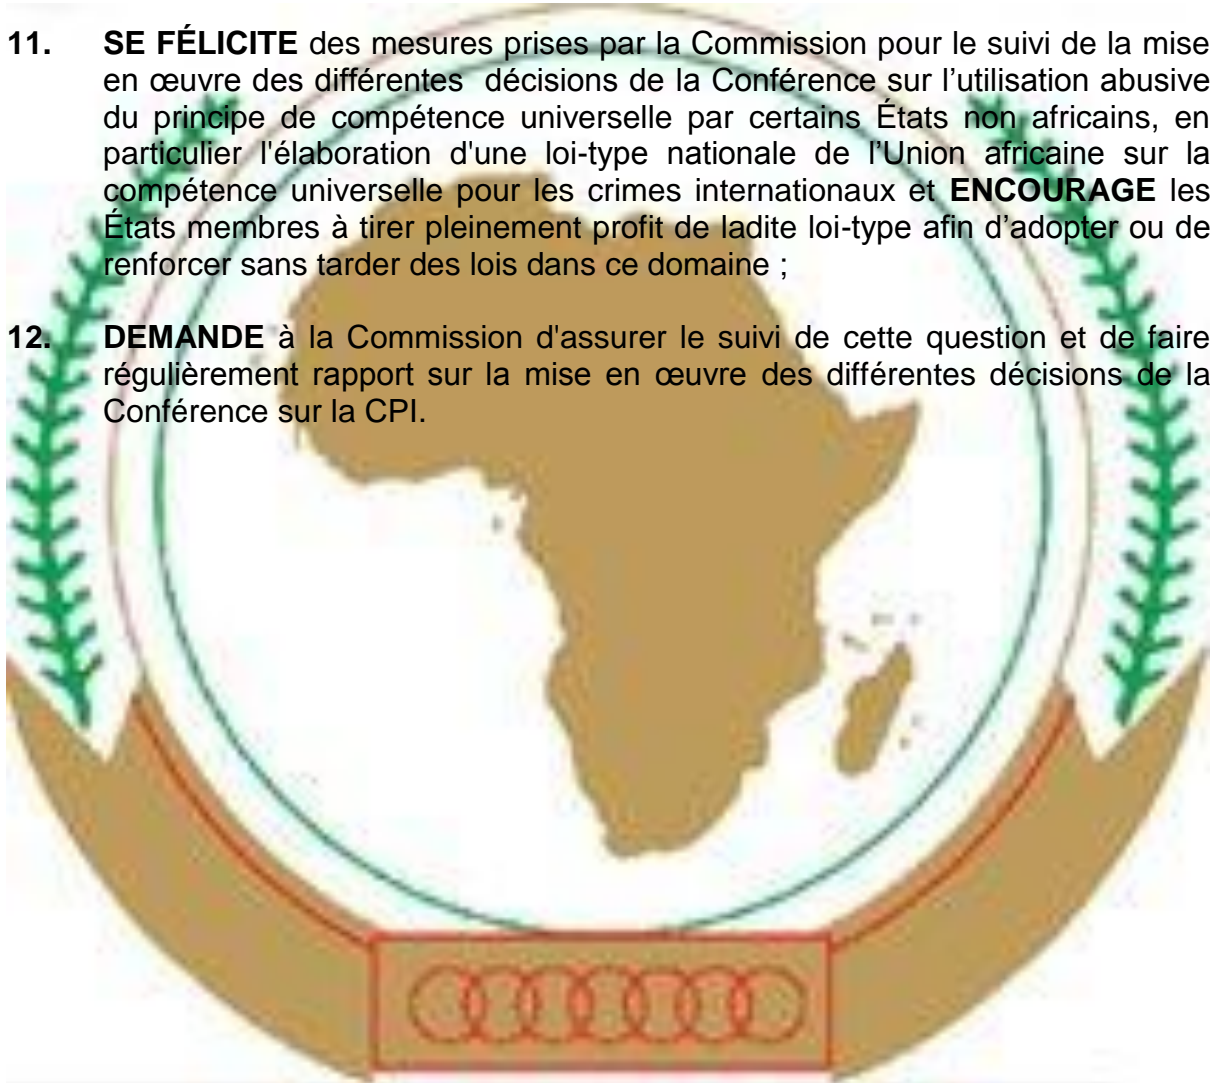 11. SE FÉLICITE des mesures prises par la Commission pour le suivi de la mise
en œuvre des différentes décisions de la Conférence sur l’utilisation abusive
du principe de compétence universelle par certains États non africains, en
particulier l'élaboration d'une loi-type nationale de l’Union africaine sur la
compétence universelle pour les crimes internationaux et ENCOURAGE les
États membres à tirer pleinement profit de ladite loi-type afin d’adopter ou de
renforcer sans tarder des lois dans ce domaine ;
12. DEMANDE à la Commission d'assurer le suivi de cette question et de faire
régulièrement rapport sur la mise en œuvre des différentes décisions de la
Conférence sur la CPI.